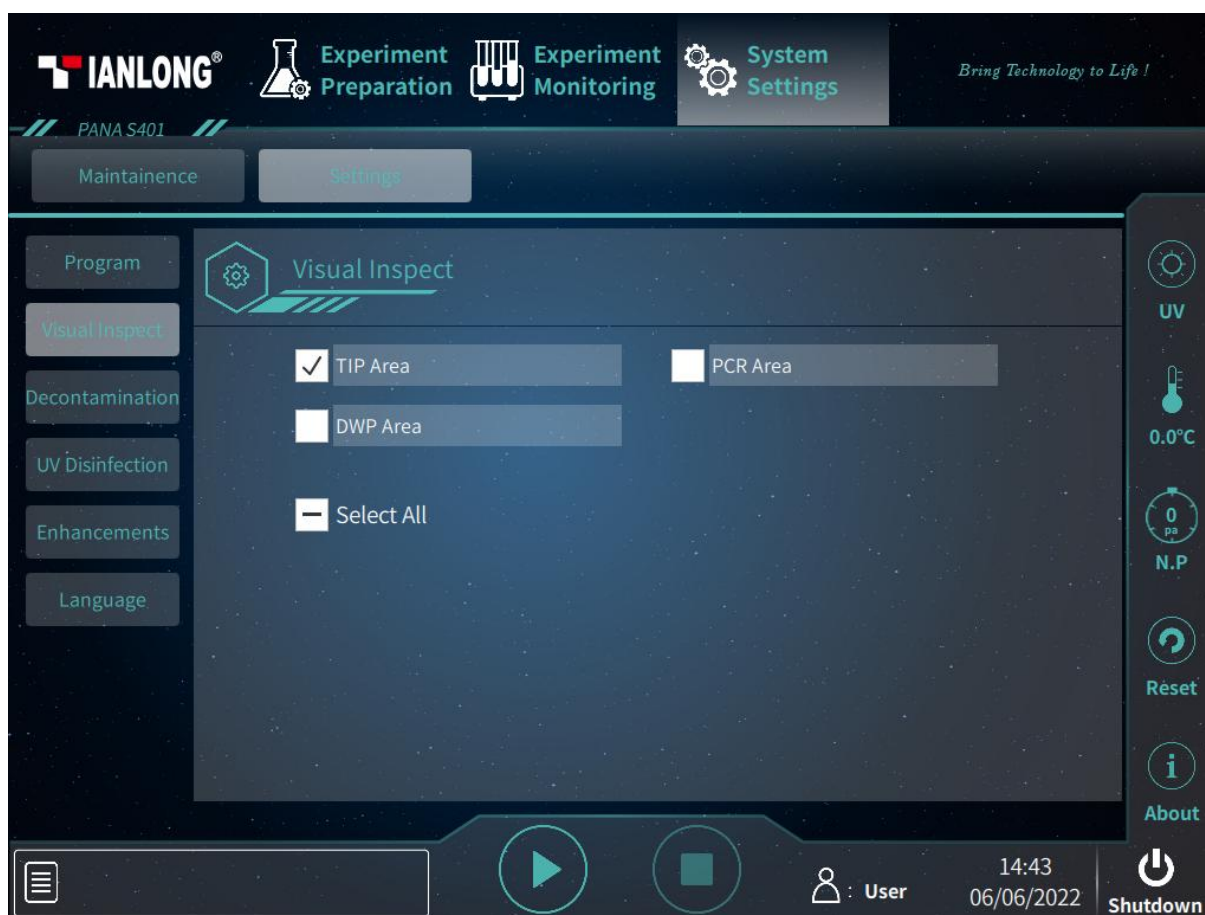 TIANLONG®
Experiment Preparation
Experiment Monitoring
System Settings
Bring Technology to Life !
PANA S401
Maintainence
Settings
Program
Visual Inspect
Decontamination
UV Disinfection
Enhancements
Language
Visual Inspect
TIP Area
PCR Area
DWP Area
Select All
UV
0.0℃
0
pa
N.P
Reset
i
About
: User
14:43
06/06/2022
Shutdown